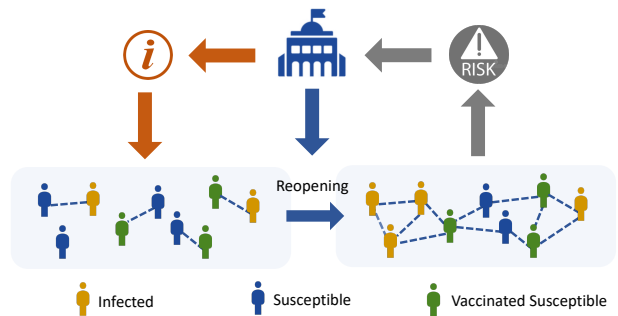 i
RISK
Reopening
Infected
Susceptible
Vaccinated Susceptible